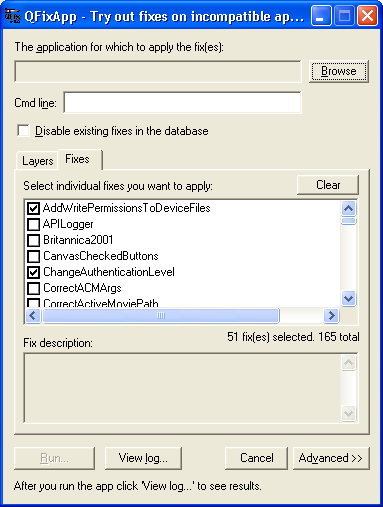 QFixApp - Try out fixes on incompatible ap...
The application for which to apply the fix(es):
Browse
Cmd line:
Disable existing fixes in the database
Layers Fixes
Select individual fixes you want to apply:
Clear
AddWritePermissionsToDeviceFiles
APILogger
Britannica2001
CanvasCheckedButtons
ChangeAuthenticationLevel
CorrectACMArgs
CorrectActiveMoviePath
51 fix(es) selected. 165 total
Fix description:
Run... View log... Cancel Advanced >>
After you run the app click 'View log...' to see results.